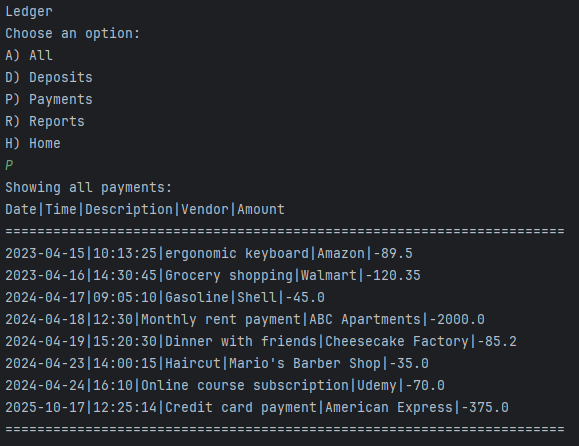 Ledger
Choose an option:
A) All
D) Deposits
P) Payments
R) Reports
H) Home
P
Showing all payments:
Date|Time|Description|Vendor|Amount
======================================================================
2023-04-15|10:13:25|ergonomic keyboard|Amazon|-89.5
2023-04-16|14:30:45|Grocery shopping|Walmart|-120.35
2024-04-17|09:05:10|Gasoline|Shell|-45.0
2024-04-18|12:30|Monthly rent payment|ABC Apartments|-2000.0
2024-04-19|15:20:30|Dinner with friends|Cheesecake Factory|-85.2
2024-04-23|14:00:15|Haircut|Mario's Barber Shop|-35.0
2024-04-24|16:10|Online course subscription|Udemy|-70.0
2025-10-17|12:25:14|Credit card payment|American Express|-375.0
======================================================================